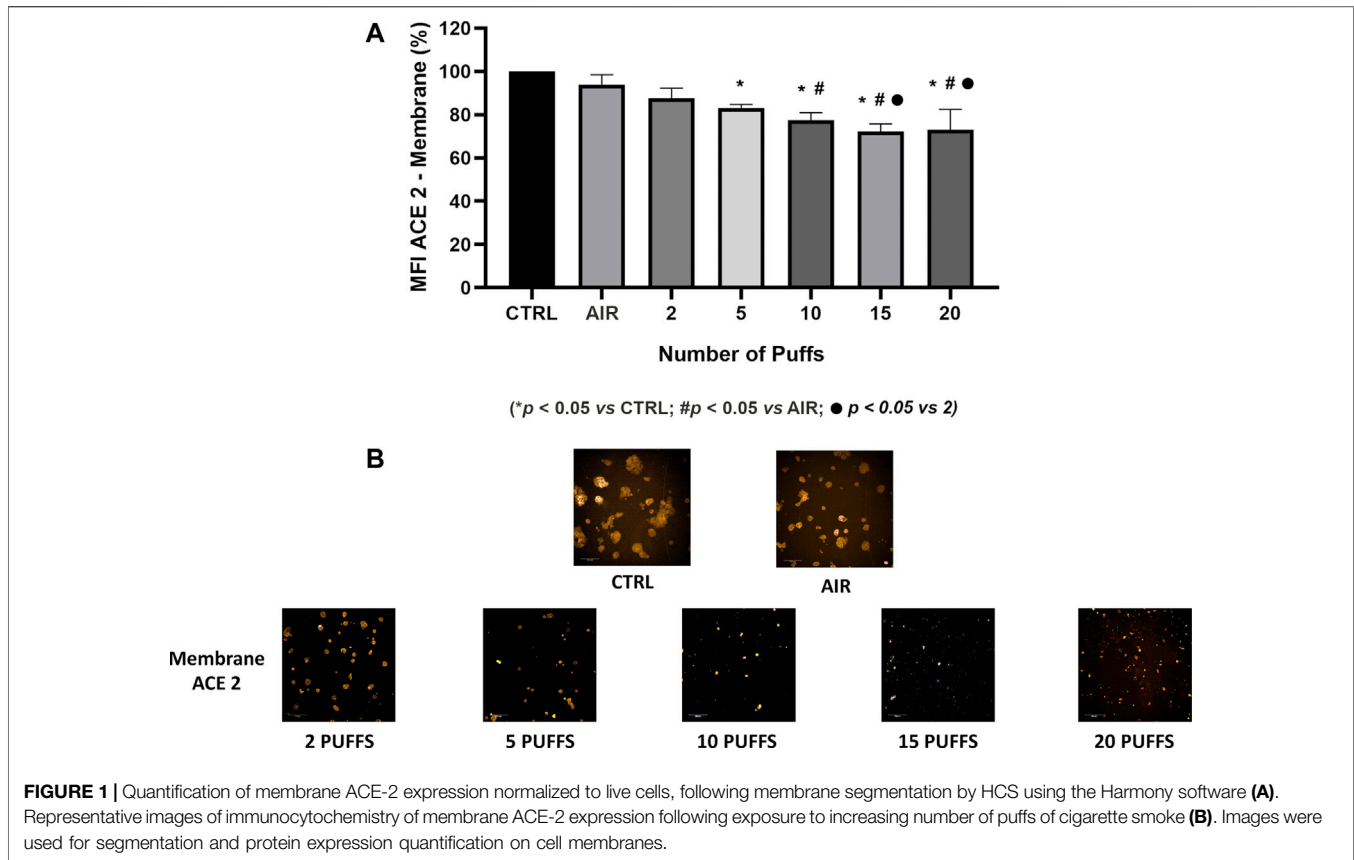 A
MFI ACE 2 - Membrane (%)
120
100
80
60
40
20
0
* 
* #
* # ●
* # ●
CTRL AIR 2 5 10 15 20
Number of Puffs
(*p < 0.05 vs CTRL; #p < 0.05 vs AIR; ● p < 0.05 vs 2)
B
CTRL AIR
Membrane
ACE 2
2 PUFFS 5 PUFFS 10 PUFFS 15 PUFFS 20 PUFFS
FIGURE 1 | Quantification of membrane ACE-2 expression normalized to live cells, following membrane segmentation by HCS using the Harmony software (A).
Representative images of immunocytochemistry of membrane ACE-2 expression following exposure to increasing number of puffs of cigarette smoke (B). Images were
used for segmentation and protein expression quantification on cell membranes.